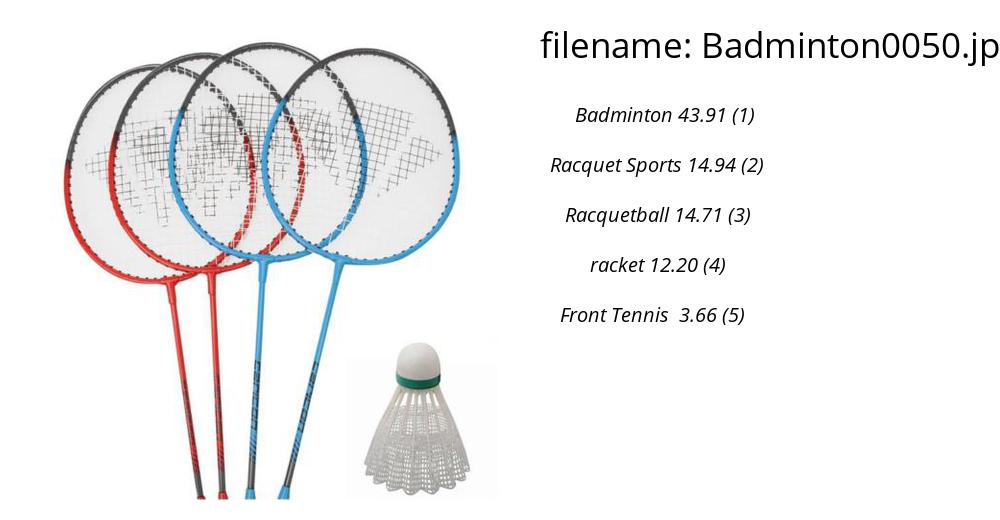 filename: Badminton0050.jp
Badminton 43.91 (1)
Racquet Sports 14.94 (2)
Racquetball 14.71 (3)
racket 12.20 (4)
Front Tennis  3.66 (5)